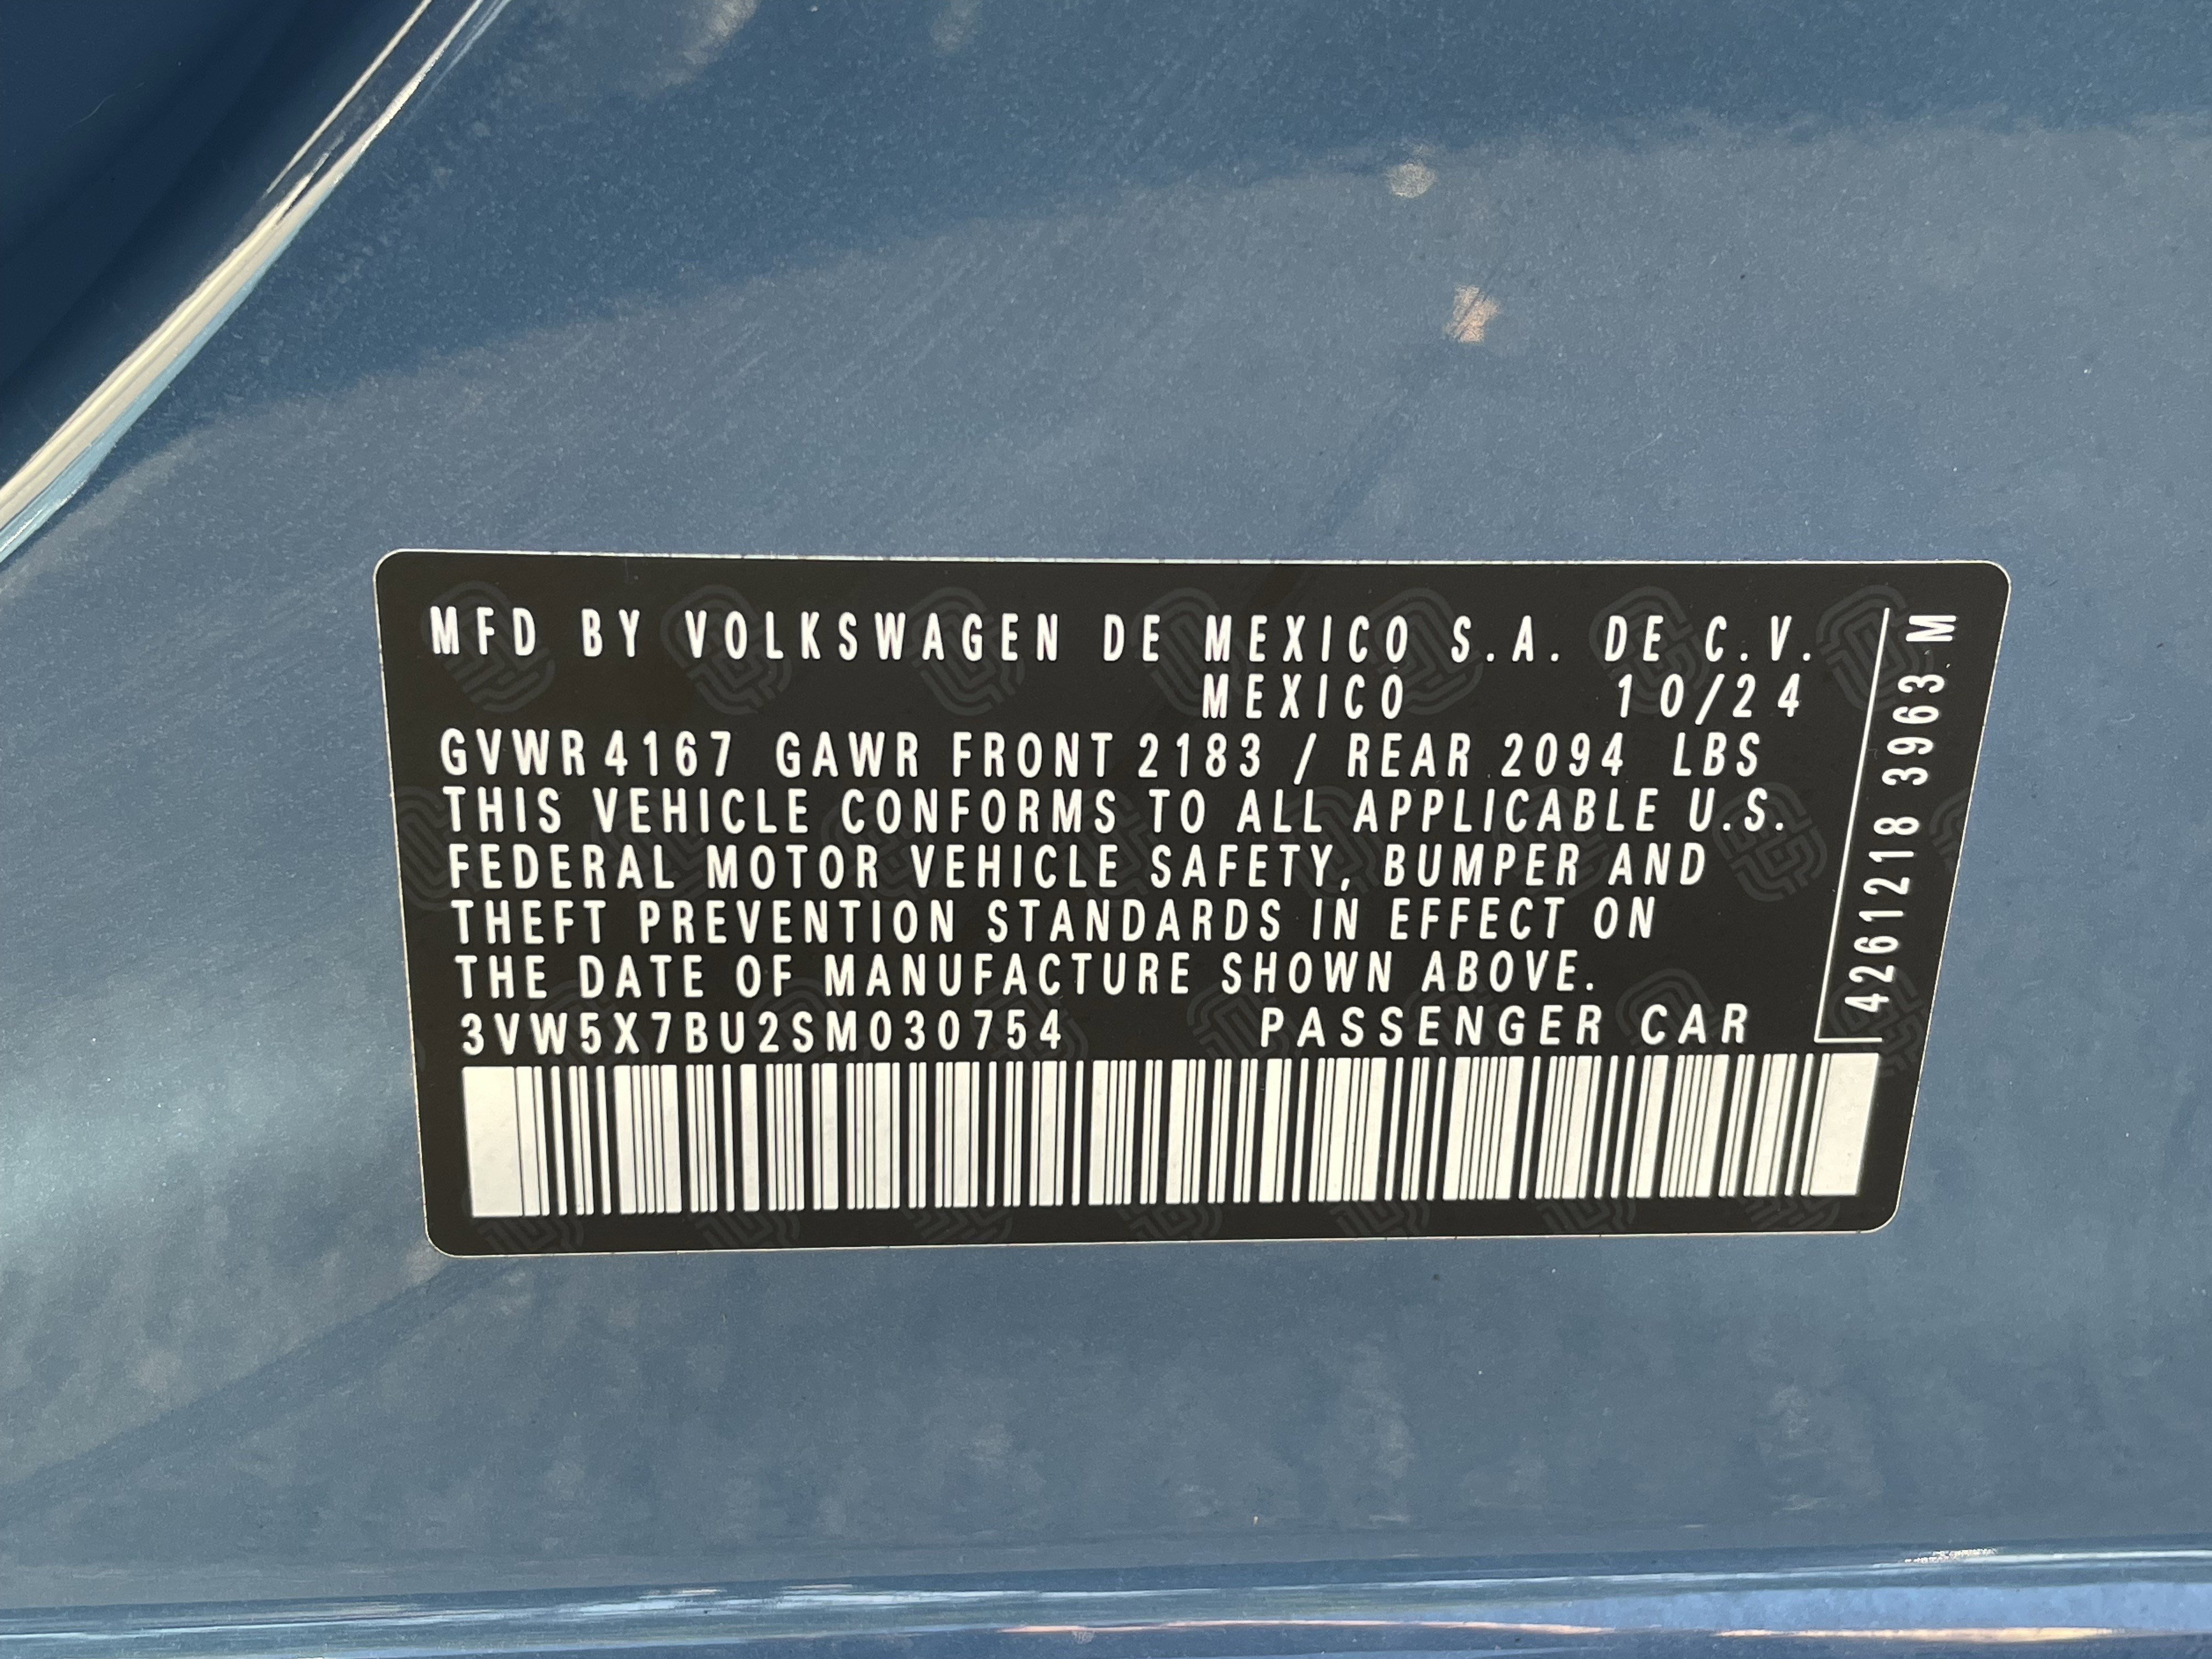 MFD BY VOLKSWAGEN DE MEXICO S.A. DE C.V.
MEXICO 10/24
GVWR 4167 GAWR FRONT 2183 / REAR 2094 LBS
THIS VEHICLE CONFORMS TO ALL APPLICABLE U.S.
FEDERAL MOTOR VEHICLE SAFETY, BUMPER AND
THEFT PREVENTION STANDARDS IN EFFECT ON
THE DATE OF MANUFACTURE SHOWN ABOVE.
3VW5X7BU2SM030754 PASSENGER CAR
4261218 3963 M